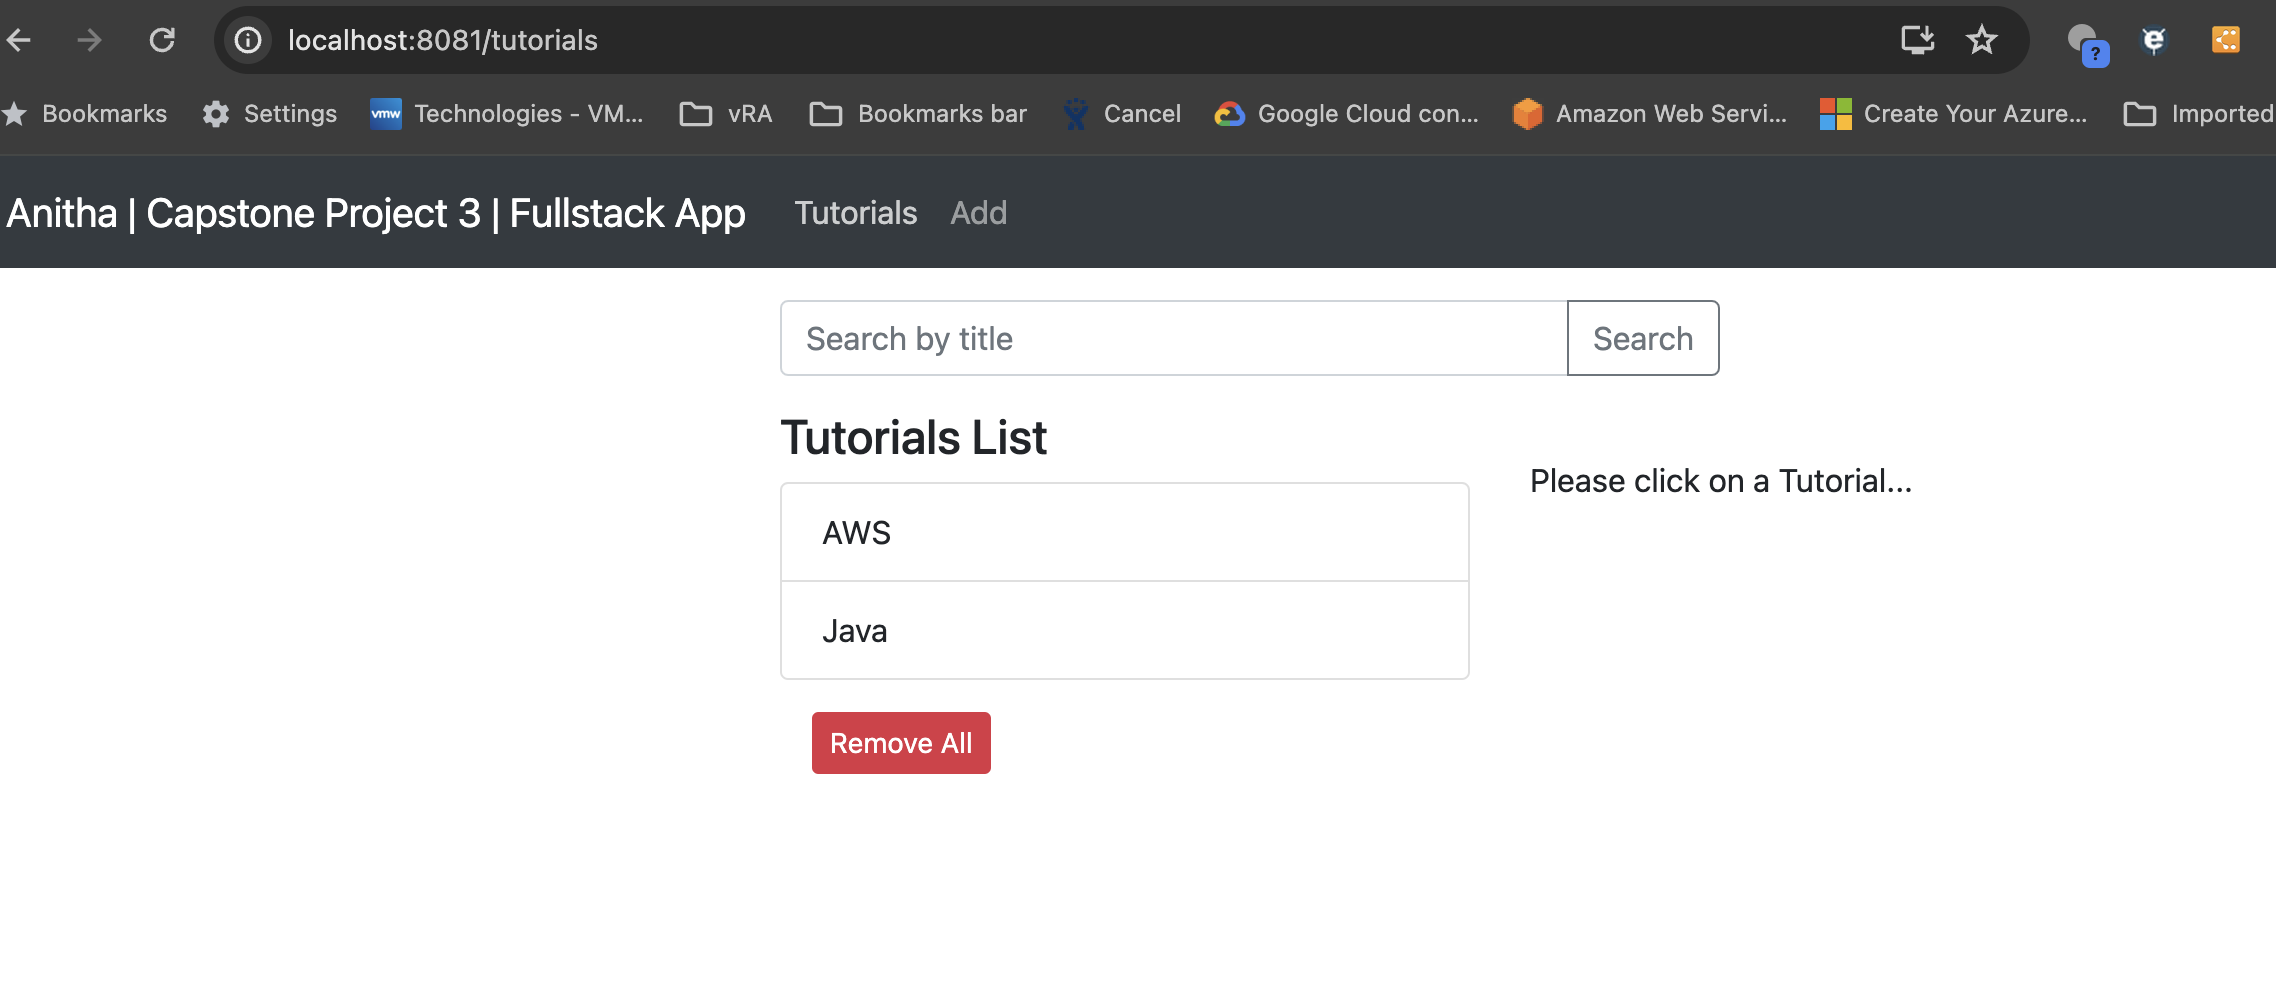 localhost:8081/tutorials
?
e
Bookmarks Settings vmw Technologies - VM... vRA Bookmarks bar Cancel Google Cloud con... Amazon Web Servi... Create Your Azure... Imported
Anitha | Capstone Project 3 | Fullstack App Tutorials Add
Search by title Search
Tutorials List
Please click on a Tutorial...
AWS
Java
Remove All